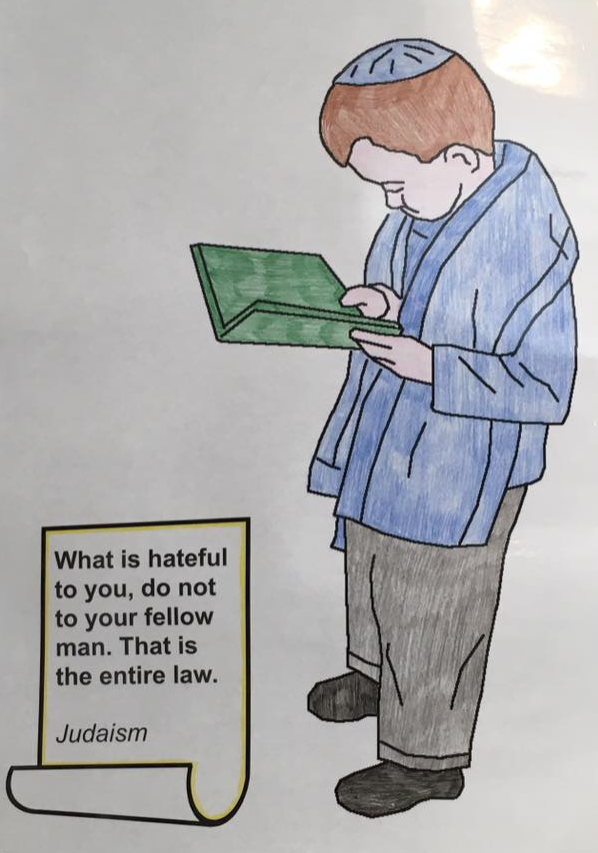 What is hateful
to you, do not
to your fellow
man. That is
the entire law.
Judaism